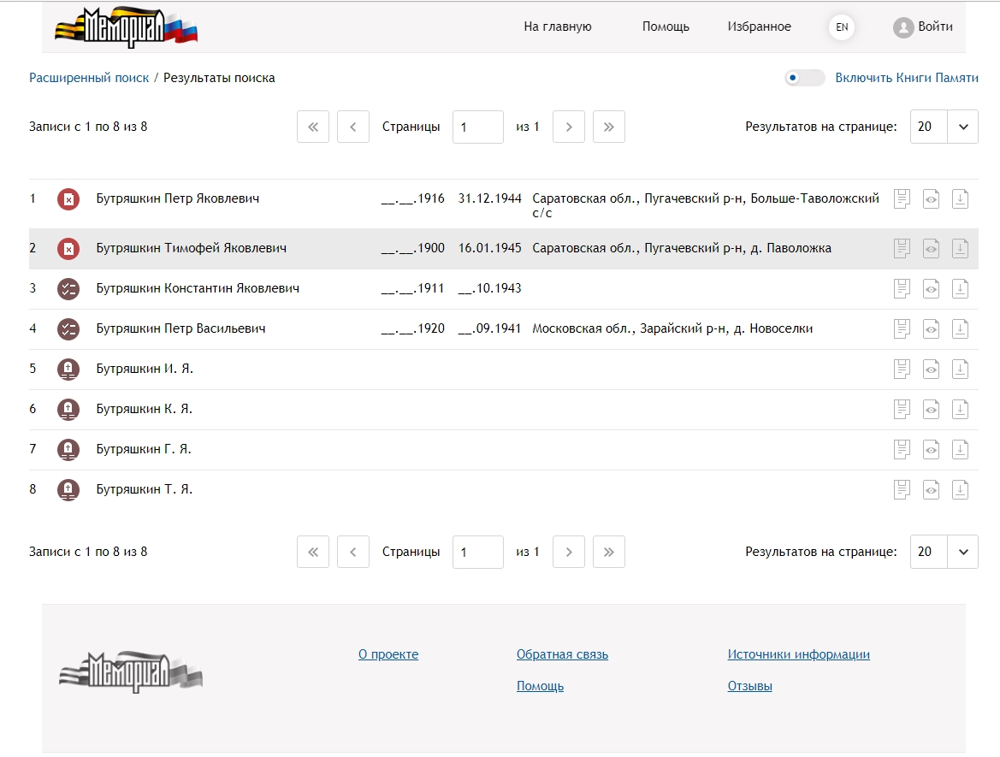 Мемориал На главную Помощь Избранное EN Войти
Расширенный поиск / Результаты поиска Включить Книги Памяти
Записи с 1 по 8 из 8 « ‹ Страницы 1 из 1 › » Результатов на странице: 20
1 Бутряшкин Петр Яковлевич __.__.1916 31.12.1944 Саратовская обл., Пугачевский р-н, Больше-Таволожский
с/с
2 Бутряшкин Тимофей Яковлевич __.__.1900 16.01.1945 Саратовская обл., Пугачевский р-н, д. Паволожка
3 Бутряшкин Константин Яковлевич __.__.1911 __.10.1943
4 Бутряшкин Петр Васильевич __.__.1920 __.09.1941 Московская обл., Зарайский р-н, д. Новоселки
5 Бутряшкин И. Я.
6 Бутряшкин К. Я.
7 Бутряшкин Г. Я.
8 Бутряшкин Т. Я.
Записи с 1 по 8 из 8 « ‹ Страницы 1 из 1 › » Результатов на странице: 20
Мемориал О проекте Обратная связь Источники информации
Помощь Отзывы